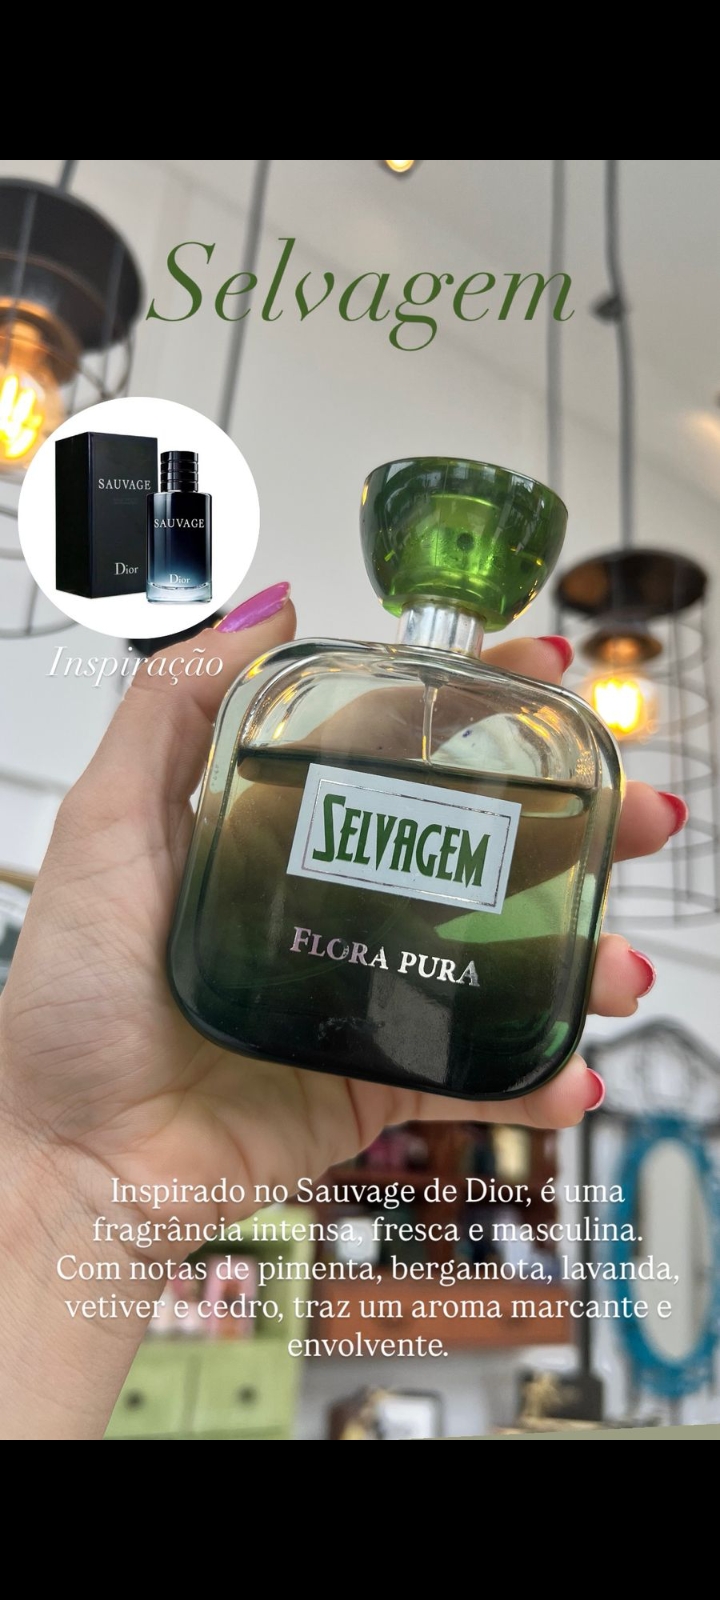 Selvagem
SAUVAGE
Dior
SAUVAGE
Dior
Inspiração
SELVAGEM
FLORA PURA
Inspirado no Sauvage de Dior, é uma
fragrância intensa, fresca e masculina.
Com notas de pimenta, bergamota, lavanda,
vetiver e cedro, traz um aroma marcante e
envolvente.